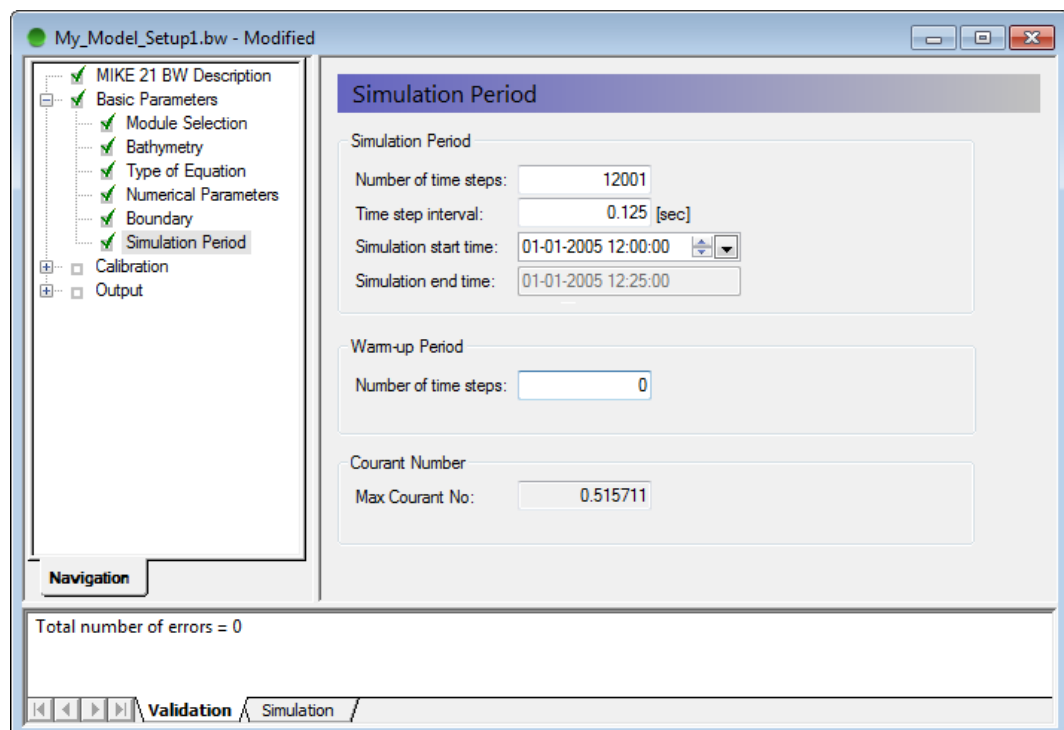 My_Model_Setup1.bw - Modified
MIKE 21 BW Description
Basic Parameters
Module Selection
Bathymetry
Type of Equation
Numerical Parameters
Boundary
Simulation Period
Calibration
Output
Navigation
Simulation Period
Simulation Period
Number of time steps: 12001
Time step interval: 0.125 [sec]
Simulation start time: 01-01-2005 12:00:00
Simulation end time: 01-01-2005 12:25:00
Warm-up Period
Number of time steps: 0
Courant Number
Max Courant No: 0.515711
Total number of errors = 0
Validation Simulation